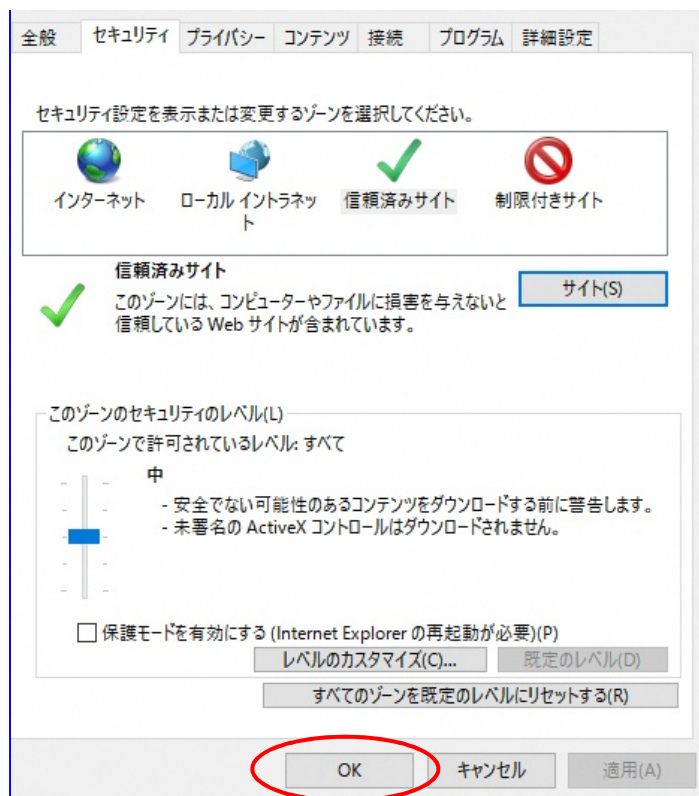 全般 セキュリティ プライバシー コンテンツ 接続 プログラム 詳細設定
セキュリティ設定を表示または変更するゾーンを選択してください。
インターネット ローカル イントラネッ 信頼済みサイト 制限付きサイト
ト
信頼済みサイト
サイト(S)
このゾーンには、コンピューターやファイルに損害を与えないと
信頼している Web サイトが含まれています。
このゾーンのセキュリティのレベル(L)
このゾーンで許可されているレベル: すべて
中
- 安全でない可能性のあるコンテンツをダウンロードする前に警告します。
- 未署名の ActiveX コントロールはダウンロードされません。
保護モードを有効にする (Internet Explorer の再起動が必要)(P)
レベルのカスタマイズ(C)... 既定のレベル(D)
すべてのゾーンを既定のレベルにリセットする(R)
OK キャンセル 適用(A)